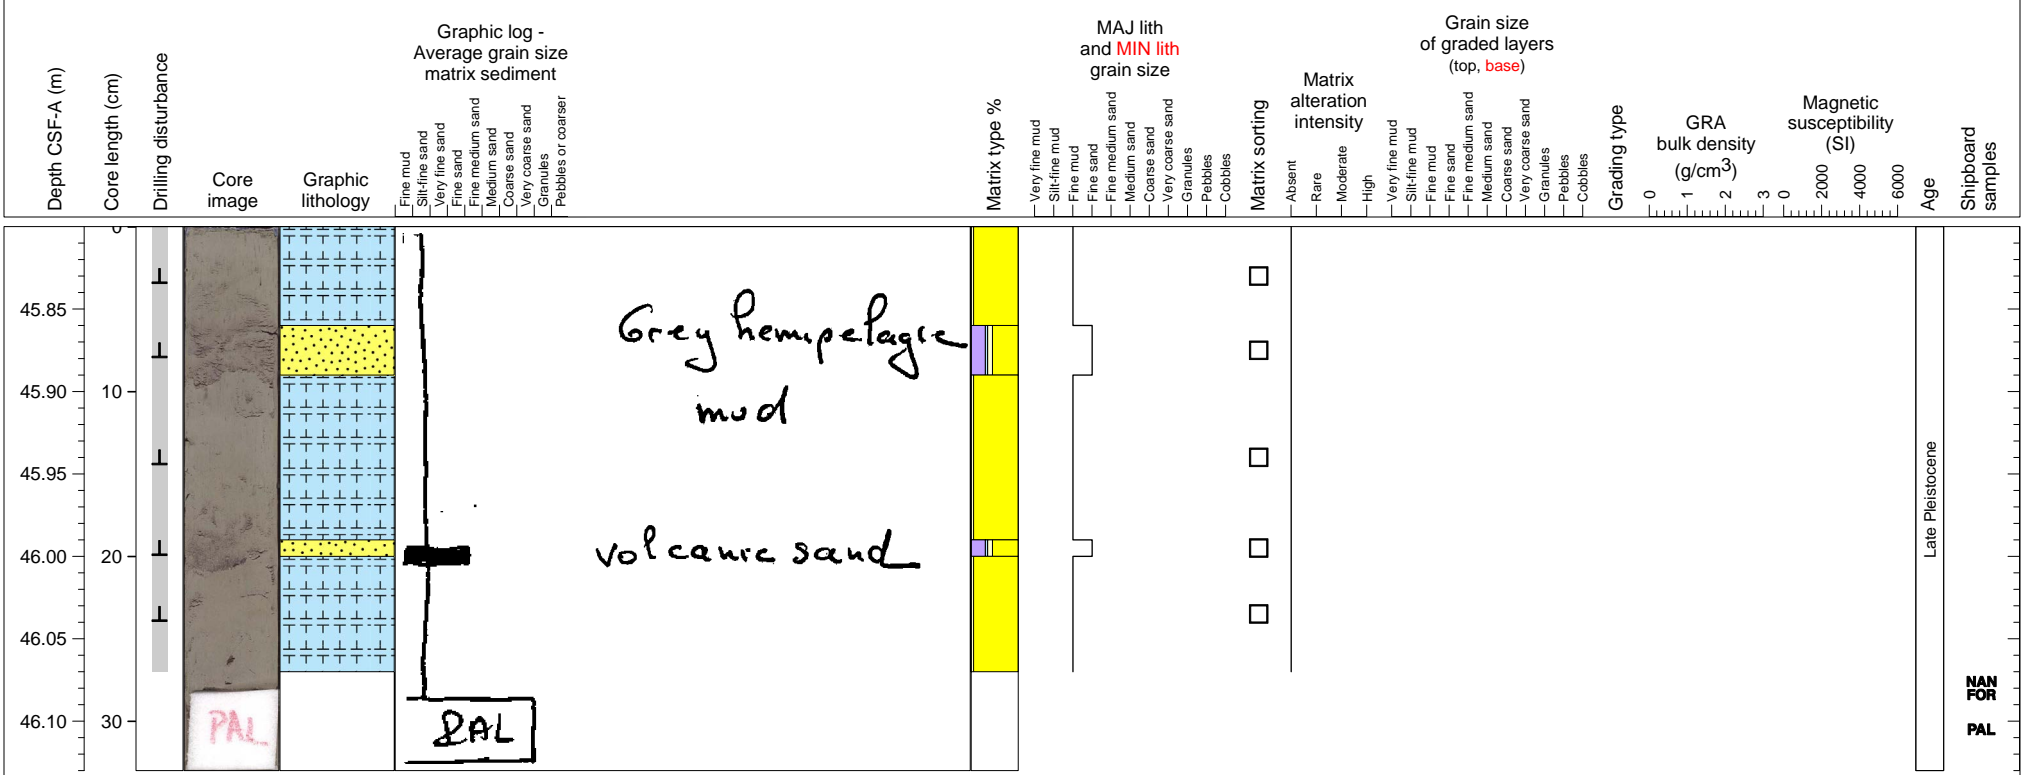 Depth CSF-A (m)
Core length (cm)
Drilling disturbance
Core
image
Graphic
lithology
Graphic log -
Average grain size
matrix sediment
Fine mud
Silt-fine sand
Very fine sand
Fine sand
Fine medium sand
Medium sand
Coarse sand
Very coarse sand
Granules
Pebbles or coarser
Matrix type %
MAJ lith
and MIN lith
grain size
Very fine mud
Silt-fine mud
Fine mud
Fine sand
Fine medium sand
Medium sand
Coarse sand
Very coarse sand
Granules
Pebbles
Cobbles
Matrix sorting
Matrix
alteration
intensity
Absent
Rare
Moderate
High
Grain size
of graded layers
(top, base)
Very fine mud
Silt-fine mud
Fine mud
Fine sand
Fine medium sand
Medium sand
Coarse sand
Very coarse sand
Granules
Pebbles
Cobbles
Grading type
GRA
bulk density
(g/cm3)
0 1 2 3
Magnetic
susceptibility
(SI)
0 2000 4000 6000
Age
Shipboard
samples
0
i
45.85
Grey hemipelagic
mud
45.90
10
45.95
46.00
20
volcanic sand
46.05
46.10
30
PAL
PAL
Late Pleistocene
NAN
FOR
PAL